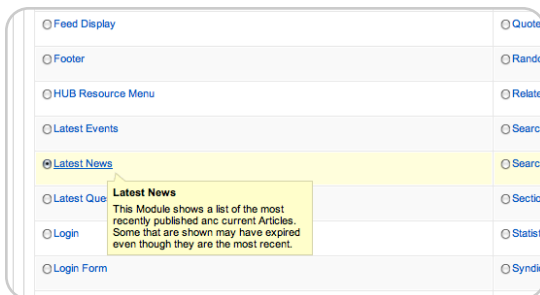 Feed Display Quote
Footer Rando
HUB Resource Menu Relate
Latest Events Searc
Latest News Searc
Latest Que Sectio
Latest News
This Module shows a list of the most
recently published anc current Articles.
Some that are shown may have expired
even though they are the most recent.
Login Statist
Login Form Syndi